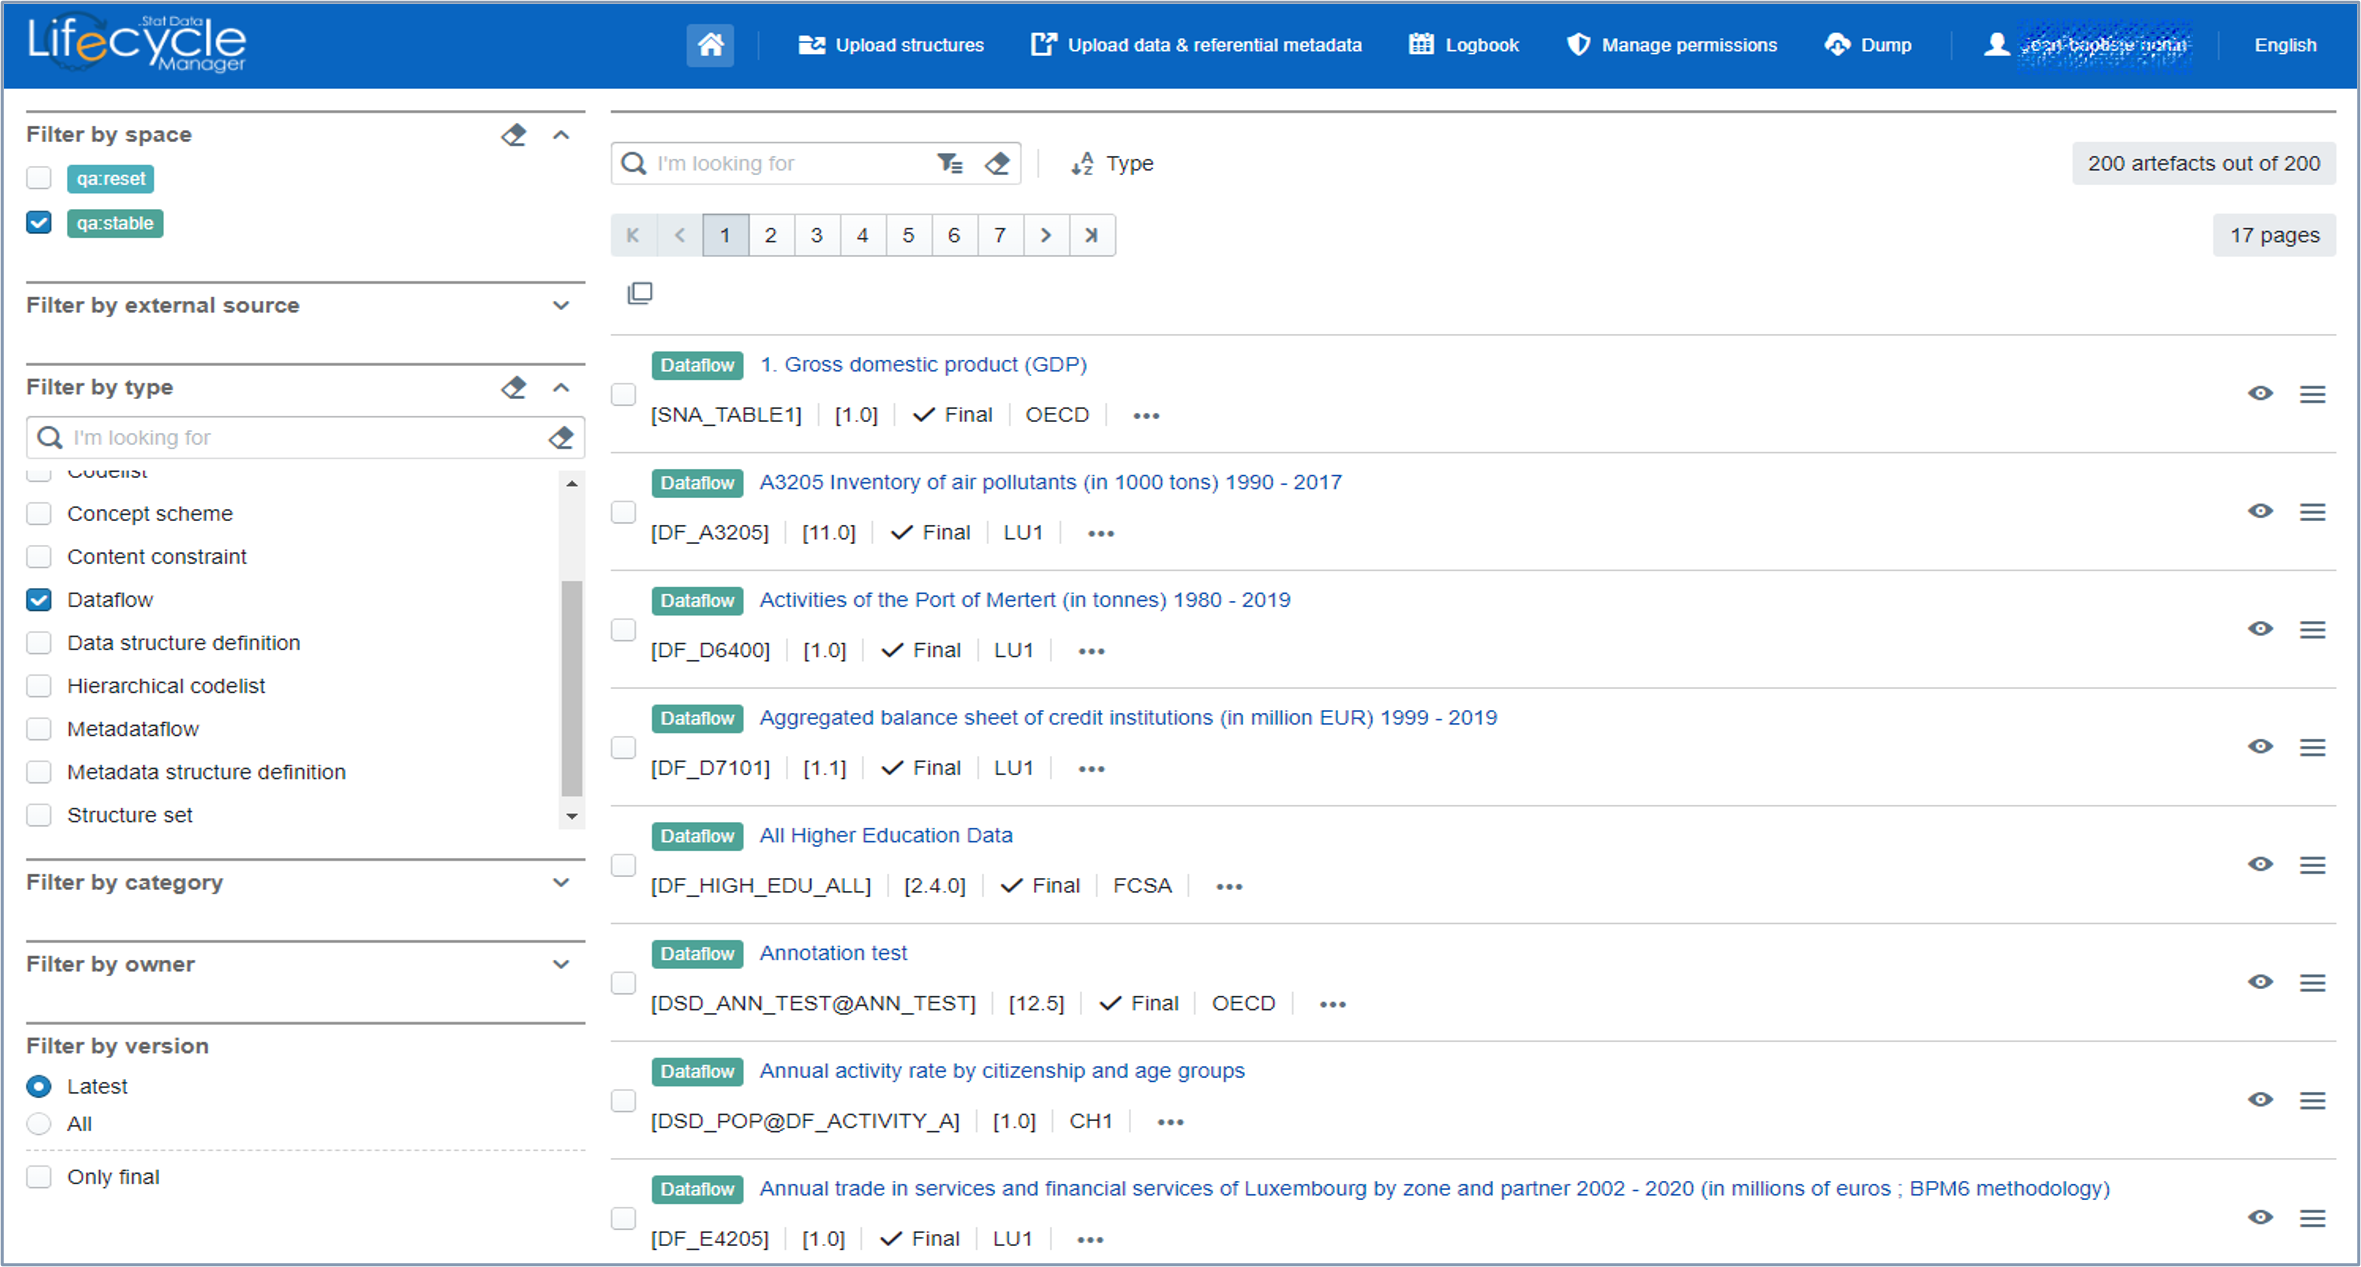 .Stat Data
Lifecycle
Manager
Upload structures
Upload data & referential metadata
Logbook
Manage permissions
Dump
English
Filter by space
qa:reset
qa:stable
Filter by external source
Filter by type
I'm looking for
Codelist
Concept scheme
Content constraint
Dataflow
Data structure definition
Hierarchical codelist
Metadataflow
Metadata structure definition
Structure set
Filter by category
Filter by owner
Filter by version
Latest
All
Only final
I'm looking for
Type
200 artefacts out of 200
1 2 3 4 5 6 7
17 pages
Dataflow 1. Gross domestic product (GDP)
[SNA_TABLE1] [1.0] Final OECD
Dataflow A3205 Inventory of air pollutants (in 1000 tons) 1990 - 2017
[DF_A3205] [11.0] Final LU1
Dataflow Activities of the Port of Mertert (in tonnes) 1980 - 2019
[DF_D6400] [1.0] Final LU1
Dataflow Aggregated balance sheet of credit institutions (in million EUR) 1999 - 2019
[DF_D7101] [1.1] Final LU1
Dataflow All Higher Education Data
[DF_HIGH_EDU_ALL] [2.4.0] Final FCSA
Dataflow Annotation test
[DSD_ANN_TEST@ANN_TEST] [12.5] Final OECD
Dataflow Annual activity rate by citizenship and age groups
[DSD_POP@DF_ACTIVITY_A] [1.0] CH1
Dataflow Annual trade in services and financial services of Luxembourg by zone and partner 2002 - 2020 (in millions of euros ; BPM6 methodology)
[DF_E4205] [1.0] Final LU1